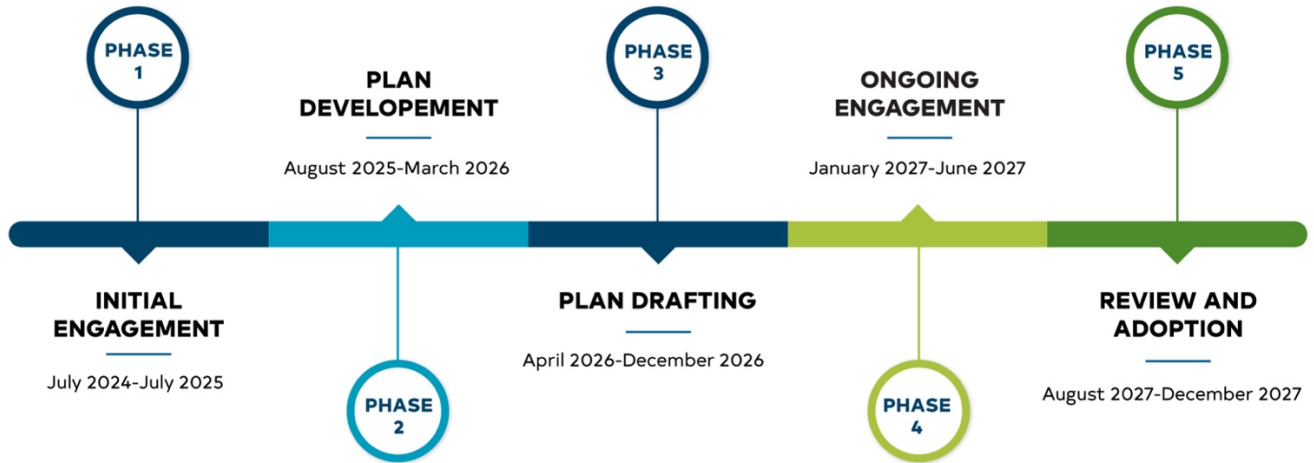 PHASE
1
INITIAL
ENGAGEMENT
July 2024-July 2025
PLAN
DEVELOPEMENT
August 2025-March 2026
PHASE
2
PHASE
3
PLAN DRAFTING
April 2026-December 2026
ONGOING
ENGAGEMENT
January 2027-June 2027
PHASE
4
PHASE
5
REVIEW AND
ADOPTION
August 2027-December 2027